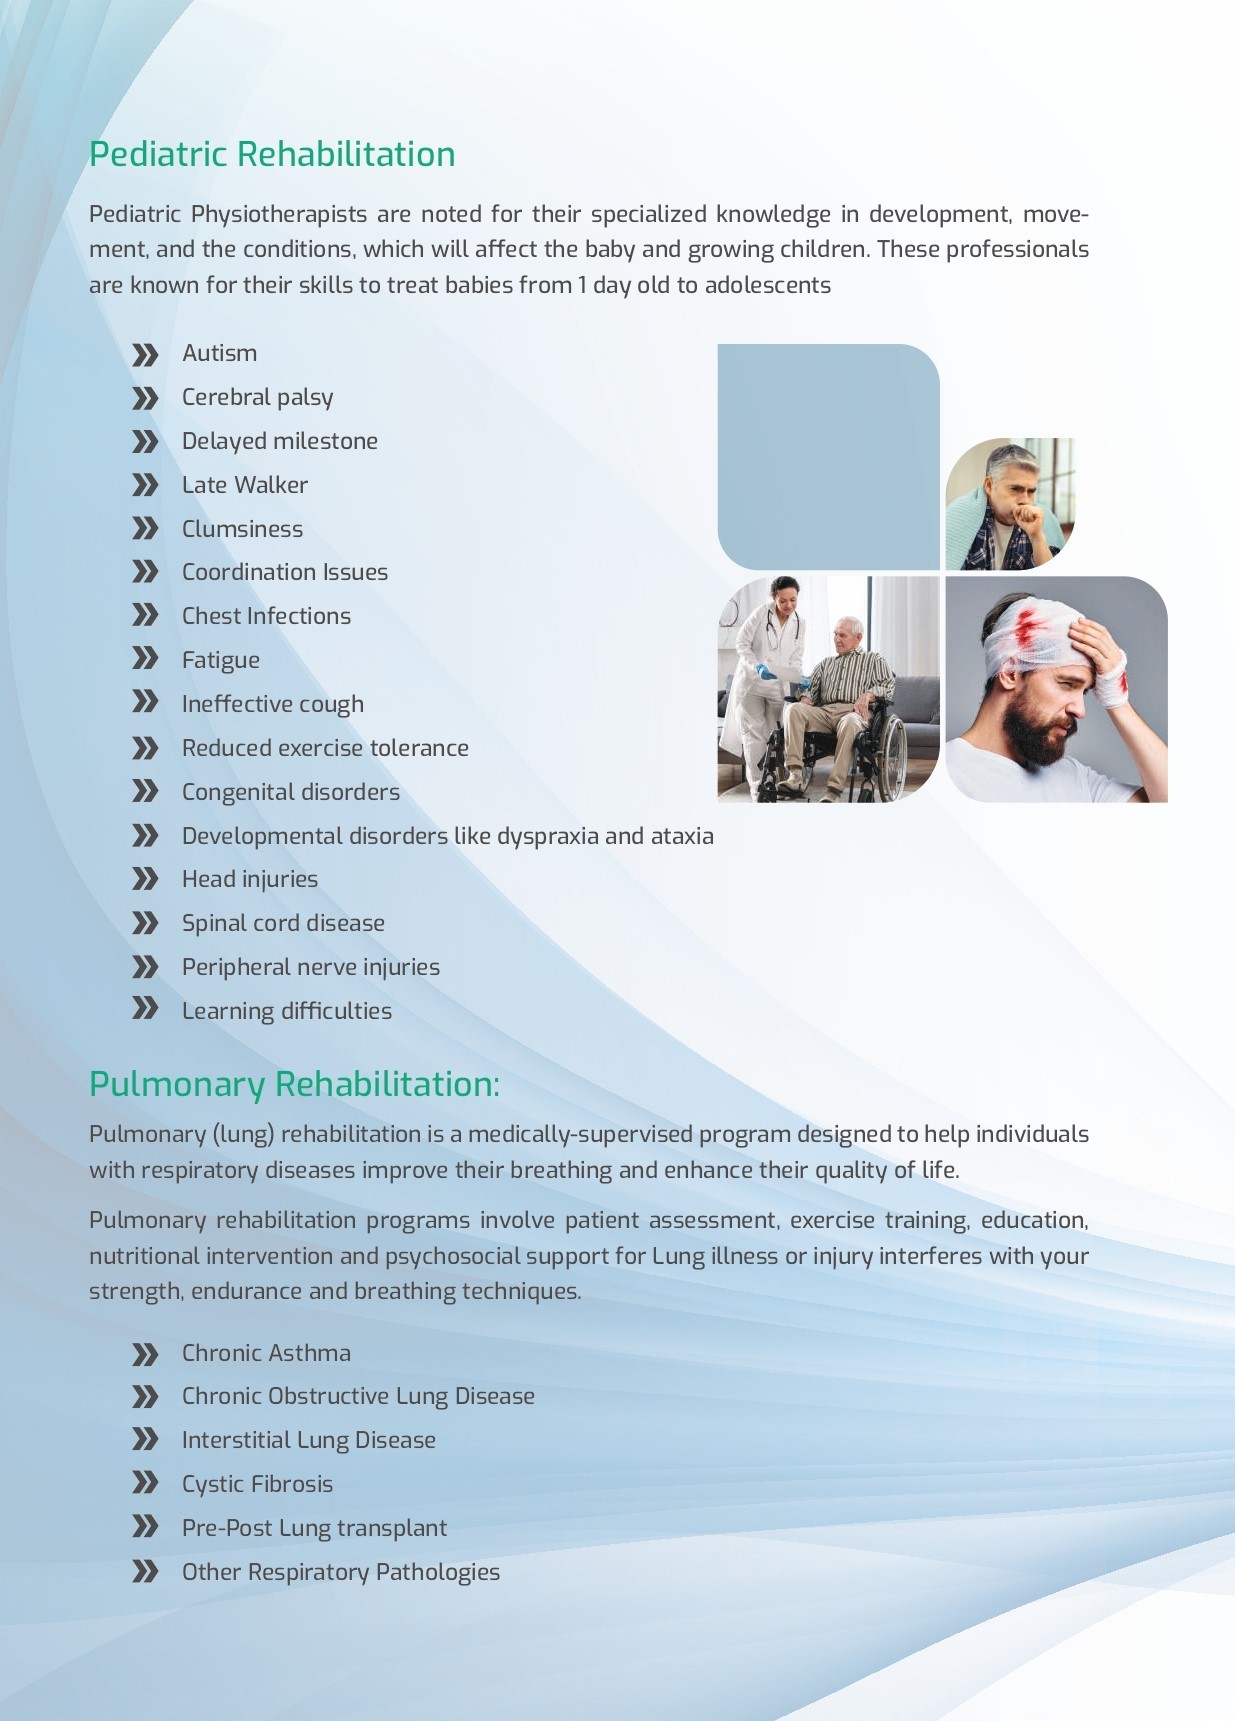 Pediatric Rehabilitation
Pediatric Physiotherapists are noted for their specialized knowledge in development, move-
ment, and the conditions, which will affect the baby and growing children. These professionals
are known for their skills to treat babies from 1 day old to adolescents
Autism
Cerebral palsy
Delayed milestone
Late Walker
Clumsiness
Coordination Issues
Chest Infections
Fatigue
Ineffective cough
Reduced exercise tolerance
Congenital disorders
Developmental disorders like dyspraxia and ataxia
Head injuries
Spinal cord disease
Peripheral nerve injuries
Learning difficulties
Pulmonary Rehabilitation:
Pulmonary (lung) rehabilitation is a medically-supervised program designed to help individuals
with respiratory diseases improve their breathing and enhance their quality of life.
Pulmonary rehabilitation programs involve patient assessment, exercise training, education,
nutritional intervention and psychosocial support for Lung illness or injury interferes with your
strength, endurance and breathing techniques.
Chronic Asthma
Chronic Obstructive Lung Disease
Interstitial Lung Disease
Cystic Fibrosis
Pre-Post Lung transplant
Other Respiratory Pathologies